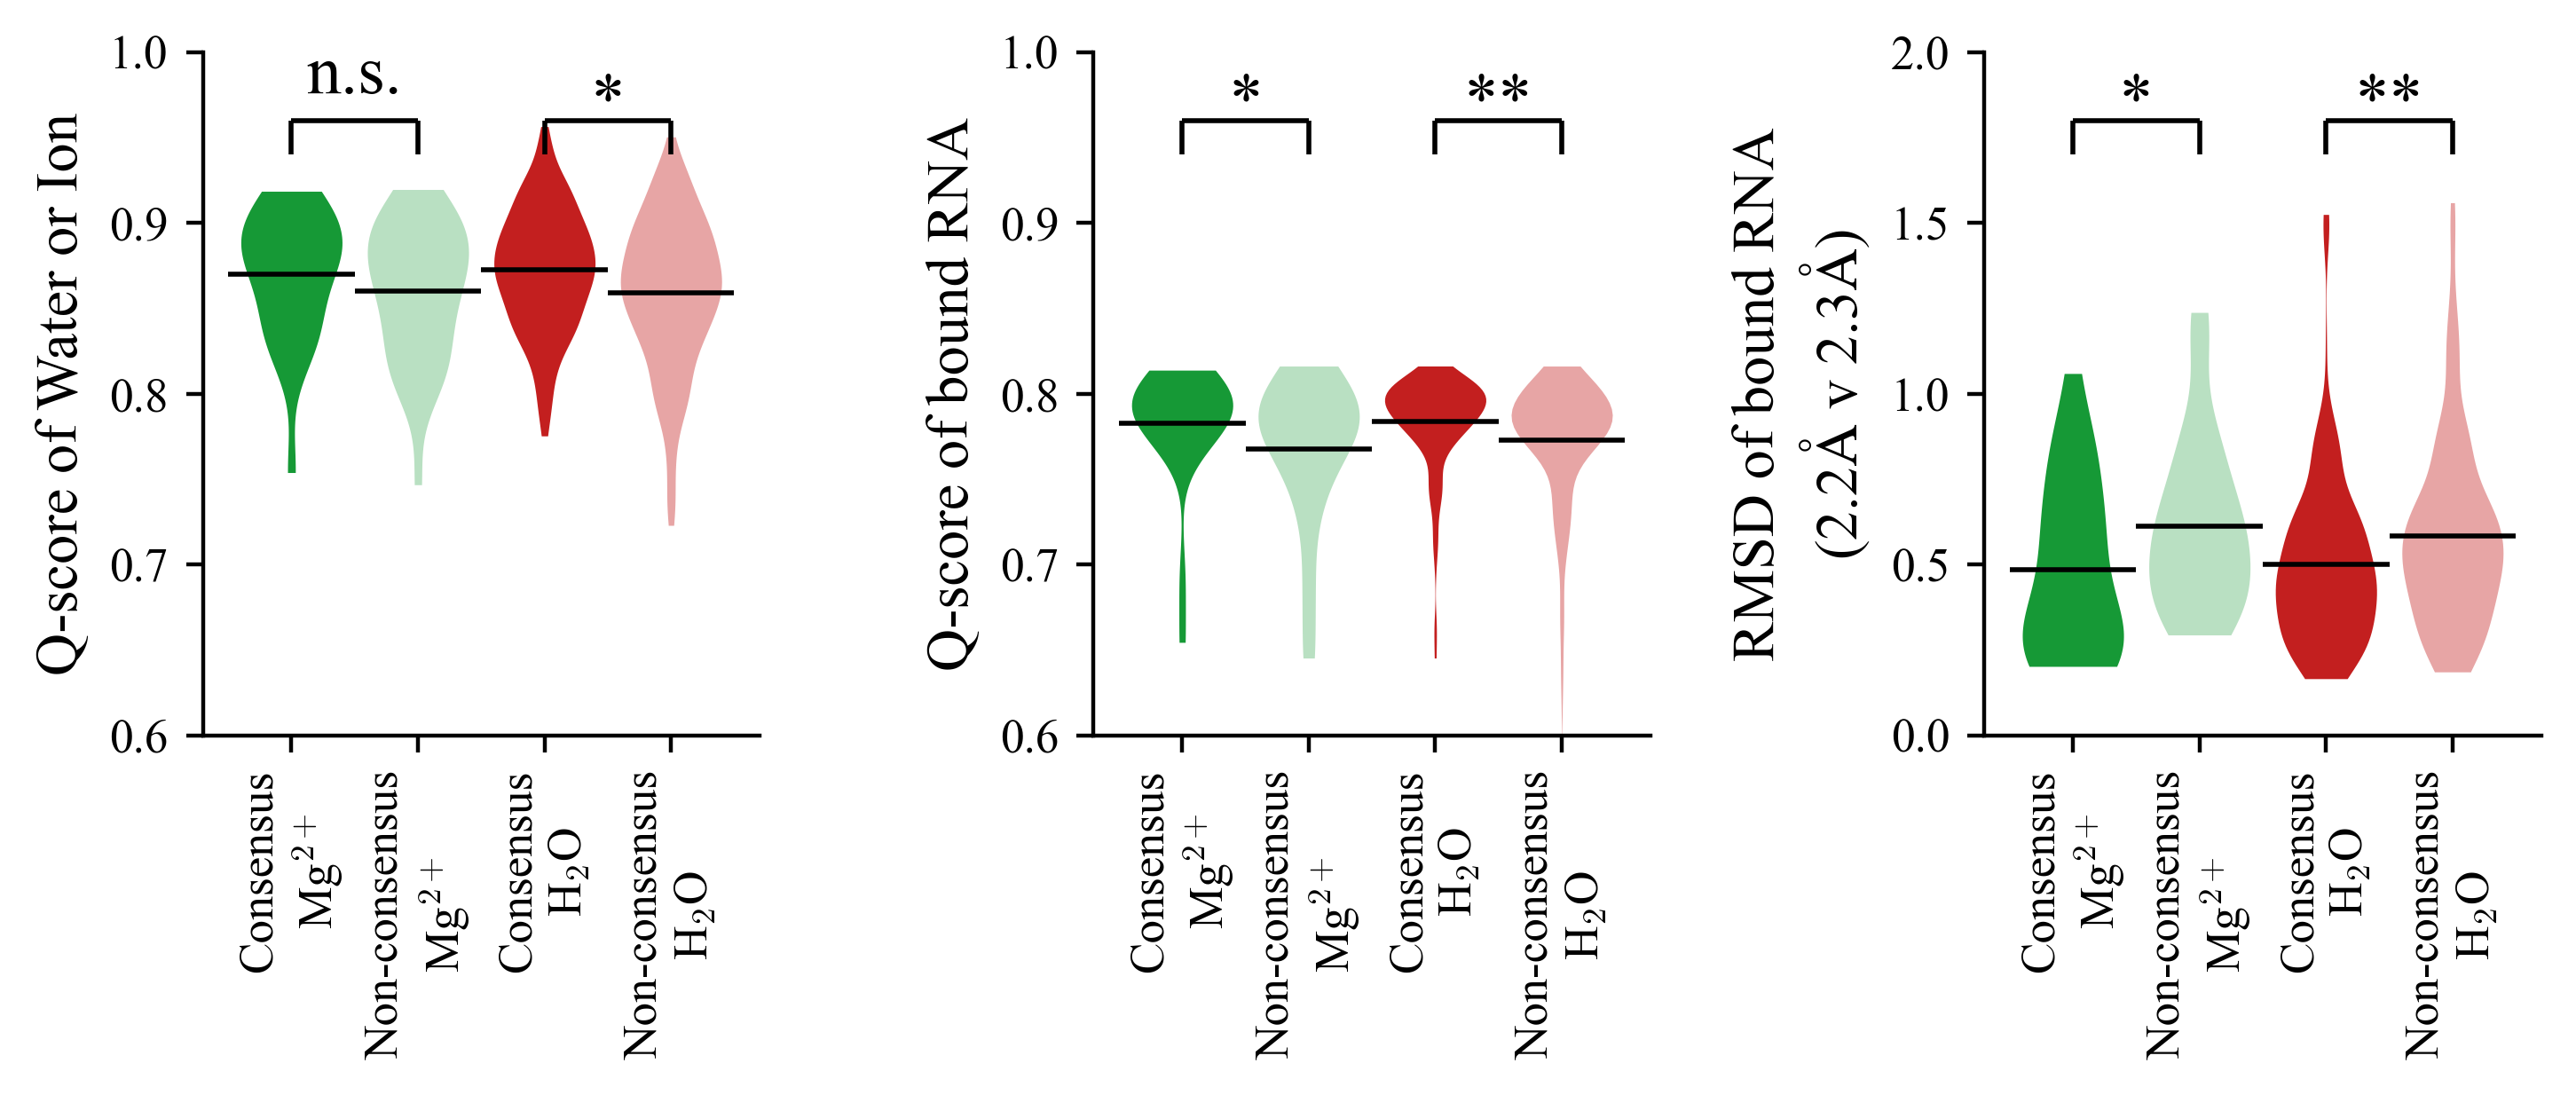 Q-score of Water or Ion
1.0
0.9
0.8
0.7
0.6
n.s.
*
Consensus
Mg²⁺
Non-consensus
Mg²⁺
Consensus
H₂O
Non-consensus
H₂O
Q-score of bound RNA
1.0
0.9
0.8
0.7
0.6
*
**
Consensus
Mg²⁺
Non-consensus
Mg²⁺
Consensus
H₂O
Non-consensus
H₂O
RMSD of bound RNA
(2.2Å v 2.3Å)
2.0
1.5
1.0
0.5
0.0
*
**
Consensus
Mg²⁺
Non-consensus
Mg²⁺
Consensus
H₂O
Non-consensus
H₂O